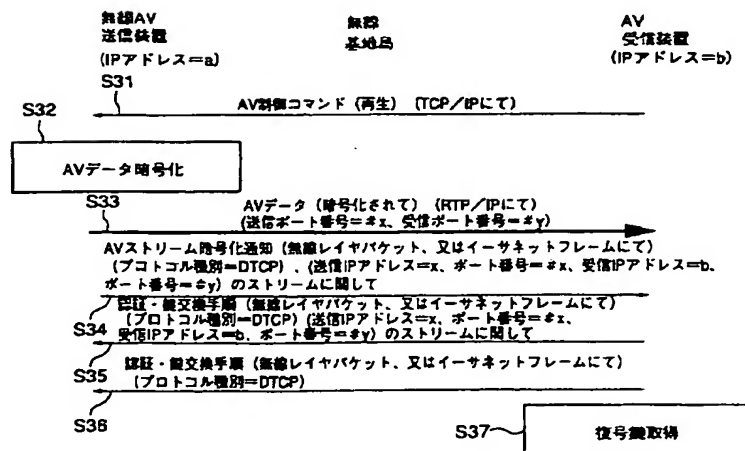 無線AV
送信装置
(IPアドレス=a)
無線
基地局
AV
受信装置
(IPアドレス=b)
S31
AV制御コマンド (再生) (TCP/IPにて)
S32
AVデータ暗号化
S33
AVデータ (暗号化されて) (RTP/IPにて)
(送信ポート番号=#x、受信ポート番号=#y)
AVストリーム暗号化通知 (無線レイヤパケット、又はイーサネットフレームにて)
(プロトコル種別=DTCP)、(送信IPアドレス=x、ポート番号=#x、受信IPアドレス=b、
ポート番号=#y) のストリームに関して
S34
認証・鍵交換手順 (無線レイヤパケット、又はイーサネットフレームにて)
(プロトコル種別=DTCP) (送信IPアドレス=x、ポート番号=#x、
受信IPアドレス=b、ポート番号=#y) のストリームに関して
S35
認証・鍵交換手順 (無線レイヤパケット、又はイーサネットフレームにて)
(プロトコル種別=DTCP)
S36
S37
復号鍵取得